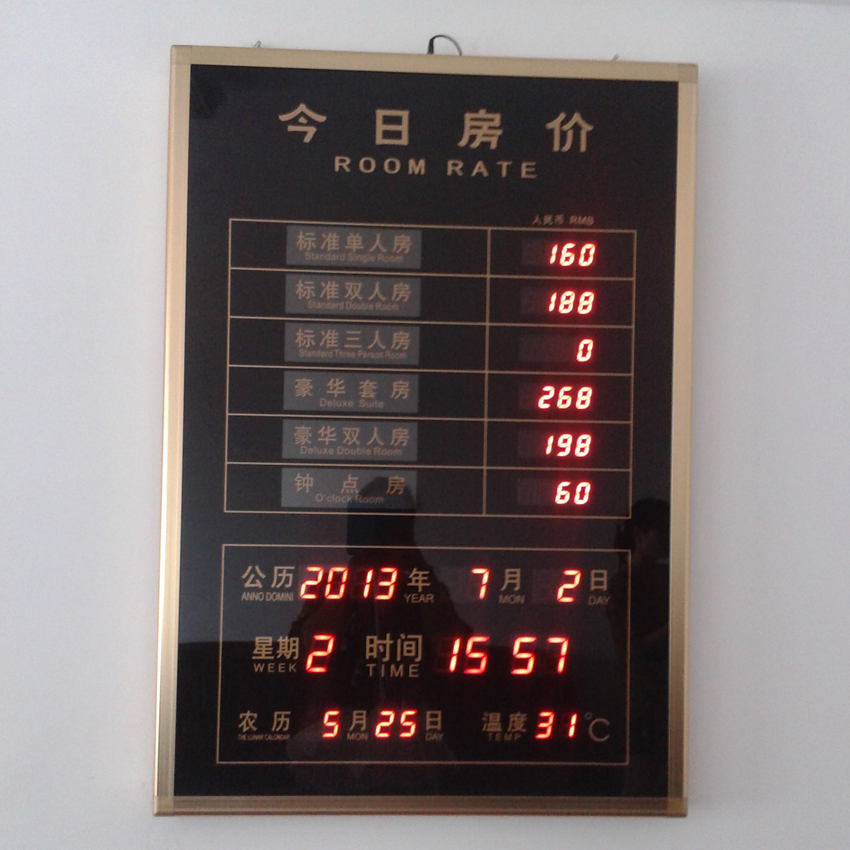 今日房价
ROOM RATE
人民币 RMB
标准单人房 160
Standard Single Room
标准双人房 188
Standard Double Room
标准三人房 0
Standard Three Person Room
豪华套房 268
Deluxe Suite
豪华双人房 198
Deluxe Double Room
钟点房 60
O'clock Room
公历 2013 年 7 月 2 日
ANNO DOMINI YEAR MON DAY
星期 2 时间 15 57
WEEK TIME
农历 5 月 25 日 温度 31 ℃
THE LUNAR CALENDAR MON DAY TEMP